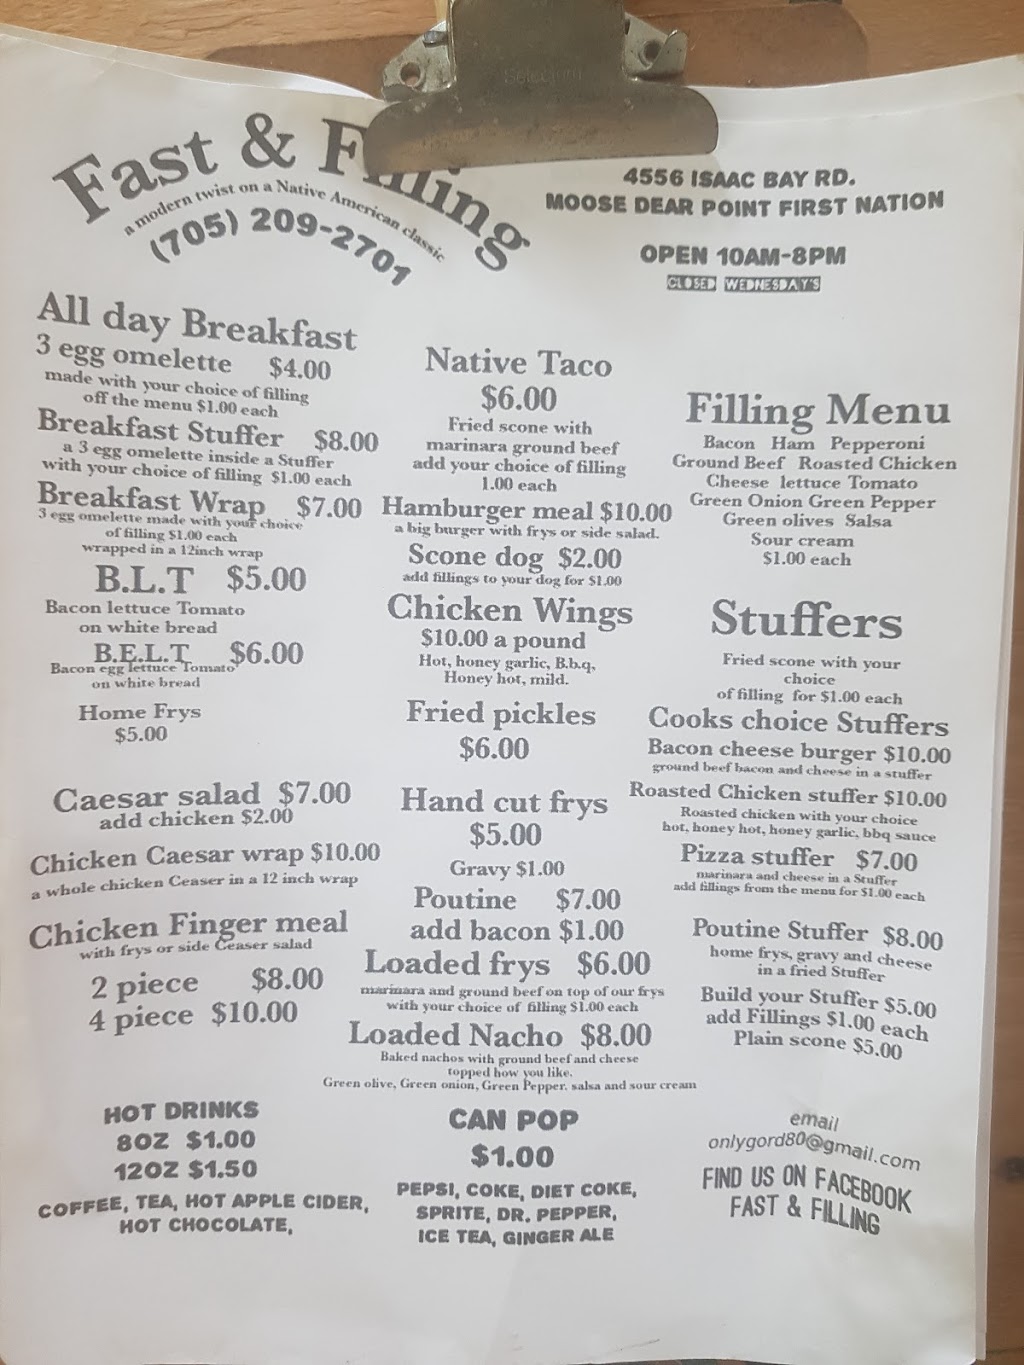 Fast & Filling
a modern twist on a Native American classic
(705) 209-2701
4556 ISAAC BAY RD.
MOOSE DEAR POINT FIRST NATION
OPEN 10AM-8PM
CLOSED WEDNESDAY'S
All day Breakfast
3 egg omelette $4.00
made with your choice of filling
off the menu $1.00 each
Breakfast Stuffer $8.00
a 3 egg omelette inside a Stuffer
with your choice of filling $1.00 each
Breakfast Wrap $7.00
3 egg omelette made with your choice
of filling $1.00 each
wrapped in a 12inch wrap
B.L.T $5.00
Bacon lettuce Tomato
on white bread
B.E.L.T $6.00
Bacon egg lettuce Tomato
on white bread
Home Frys
$5.00
Caesar salad $7.00
add chicken $2.00
Chicken Caesar wrap $10.00
a whole chicken Ceaser in a 12 inch wrap
Chicken Finger meal
with frys or side Ceaser salad
2 piece $8.00
4 piece $10.00
Native Taco
$6.00
Fried scone with
marinara ground beef
add your choice of filling
1.00 each
Hamburger meal $10.00
a big burger with frys or side salad.
Scone dog $2.00
add fillings to your dog for $1.00
Chicken Wings
$10.00 a pound
Hot, honey garlic, B.b.q,
Honey hot, mild.
Fried pickles
$6.00
Hand cut frys
$5.00
Gravy $1.00
Poutine $7.00
add bacon $1.00
Loaded frys $6.00
marinara and ground beef on top of our frys
with your choice of filling $1.00 each
Loaded Nacho $8.00
Baked nachos with ground beef and cheese
topped how you like.
Green olive, Green onion, Green Pepper. salsa and sour cream
Filling Menu
Bacon Ham Pepperoni
Ground Beef Roasted Chicken
Cheese lettuce Tomato
Green Onion Green Pepper
Green olives Salsa
Sour cream
$1.00 each
Stuffers
Fried scone with your
choice
of filling for $1.00 each
Cooks choice Stuffers
Bacon cheese burger $10.00
ground beef bacon and cheese in a stuffer
Roasted Chicken stuffer $10.00
Roasted chicken with your choice
hot, honey hot, honey garlic, bbq sauce
Pizza stuffer $7.00
marinara and cheese in a Stuffer
add fillings from the menu for $1.00 each
Poutine Stuffer $8.00
home frys, gravy and cheese
in a fried Stuffer
Build your Stuffer $5.00
add Fillings $1.00 each
Plain scone $5.00
HOT DRINKS
8OZ $1.00
12OZ $1.50
COFFEE, TEA, HOT APPLE CIDER,
HOT CHOCOLATE,
CAN POP
$1.00
PEPSI, COKE, DIET COKE,
SPRITE, DR. PEPPER,
ICE TEA, GINGER ALE
email
onlygord80@gmail.com
FIND US ON FACEBOOK
FAST & FILLING